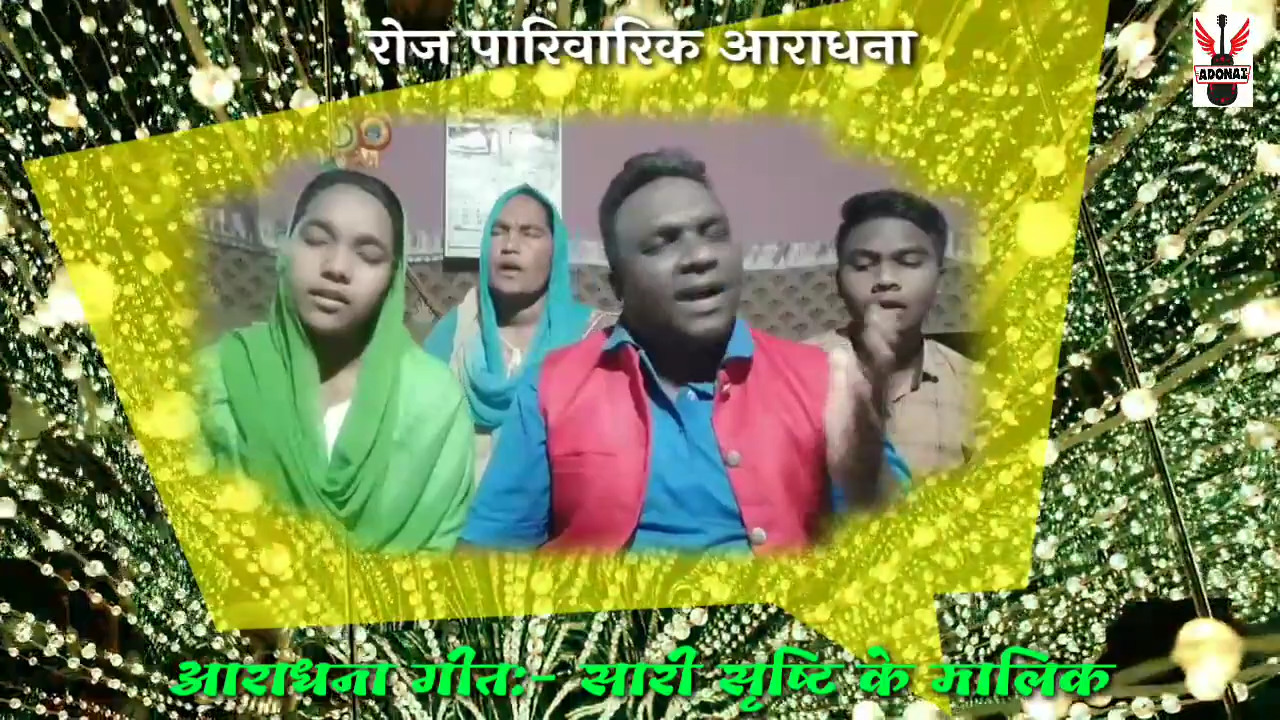 रोज पारिवारिक आराधना
ADONAI
आराधना गीत:- सारी सृष्टि के मालिक